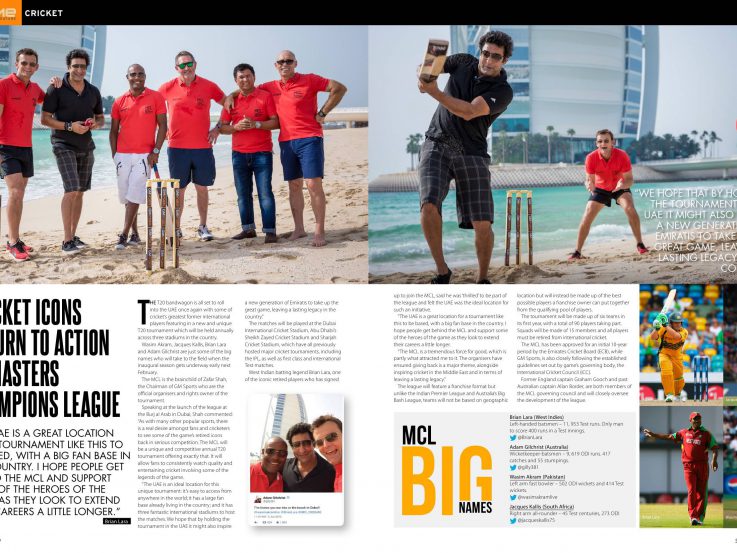 ME
CRICKET
"WE HOPE THAT BY HO
THE TOURNAMENT
UAE IT MIGHT ALSO
A NEW GENERAT
EMIRATIS TO TAKE
GREAT GAME, LEA
LASTING LEGACY
CO
CKET ICONS
URN TO ACTION
MASTERS
MPIONS LEAGUE
AE IS A GREAT LOCATION
TOURNAMENT LIKE THIS TO
ED, WITH A BIG FAN BASE IN
OUNTRY. I HOPE PEOPLE GET
D THE MCL AND SUPPORT
OF THE HEROES OF THE
AS THEY LOOK TO EXTEND
CAREERS A LITTLE LONGER."
Brian Lara
THE T20 bandwagon is all set to roll
into the UAE once again with some of
cricket's greatest former international
players featuring in a new and unique
T20 tournament which will be held annually
across three studiums in the country.
Wasim Akram, Jacques Kallis, Brian Lara
and Adam Gilchrist are just some of the big
names who will take to the field when the
inaugural season gets underway early next
February.
The MCL is the brainchild of Zafar Shah,
the Chairman of GM Sports who are the
official organisers and rights owner of the
tournament.
Speaking at the launch of the league at
the Burj al Arab in Dubai, Shah commented:
"As with many other popular sports, there
is a real desire amongst fans and cricketers
to see some of the game's retired icons
back in serious competition. The MCL will
be a unique and competitive annual T20
tournament offering exactly that. It will
allow fans to consistently watch quality and
entertaining cricket involving some of the
legends of the game.
"The UAE is an ideal location for this
unique tournament: it's easy to access from
anywhere in the world; it has a large fan
base already living in the country; and it has
three fantastic international stadiums to host
the matches. We hope that by holding the
tournament in the UAE it might also inspire
a new generation of Emiratis to take up the
great game, leaving a lasting legacy in the
country."
The matches will be played at the Dubai
International Cricket Stadium, Abu Dhabi's
Sheikh Zayed Cricket Stadium and Sharjah
Cricket Stadium, which have all previously
hosted major cricket tournaments, including
the IPL, as well as first class and international
Test matches.
West Indian batting legend Brian Lara, one
of the iconic retired players who has signed
Adam Gilchrist
up to join the MCL, said he was 'thrilled' to be part of
the league and felt the UAE was the ideal location for
such an initiative.
"The UAE is a great location for a tournament like
this to be based, with a big fan base in the country. I
hope people get behind the MCL and support some
of the heroes of the game as they look to extend
their careers a little longer.
"The MCL is a tremendous force for good, which is
partly what attracted me to it. Those involved have
ensured giving back is a major theme, alongside
inspiring cricket in the Middle East and in terms of
leaving a lasting legacy."
The league will feature a franchise format but
unlike the Indian Premier League and Australia's Big
Bash League, teams will not be based on geographic
location but will instead be made up of the best
possible players a franchise owner can put together
from the qualifying pool of players.
The tournament will be made up of six teams in
its first year, with a total of 90 players taking part.
Squads will be made of 15 members and all players
must be retired from international cricket.
The MCL has been approved for an initial 10-year
period by the Emirates Cricket Board (ECB), while
GM Sports, is also closely following the established
guidelines set out by game's governing body, the
International Cricket Council (ICC).
Former England captain Graham Gooch and past
Australian captain Allan Border, are both members of
the MCL governing council and will closely oversee
the development of the league.
MCL
BIG
NAMES
Brian Lara (West Indies)
Left-handed batsmen – 11, 953 Test runs. Only man
to score 400 runs in a Test innings.
@BrianLara
Adam Gilchrist (Australia)
Wicketkeeper-batsmen – 9, 619 ODI runs. 417
catches and 55 stumpings.
@gilly381
Wasim Akram (Pakistan)
Left arm fast bowler – 502 ODI wickets and 414 Test
wickets.
@wasimakramlive
Jacques Kallis (South Africa)
Right arm all-rounder – 45 Test centuries, 273 ODI
@jacqueskallis75
Brian Lara